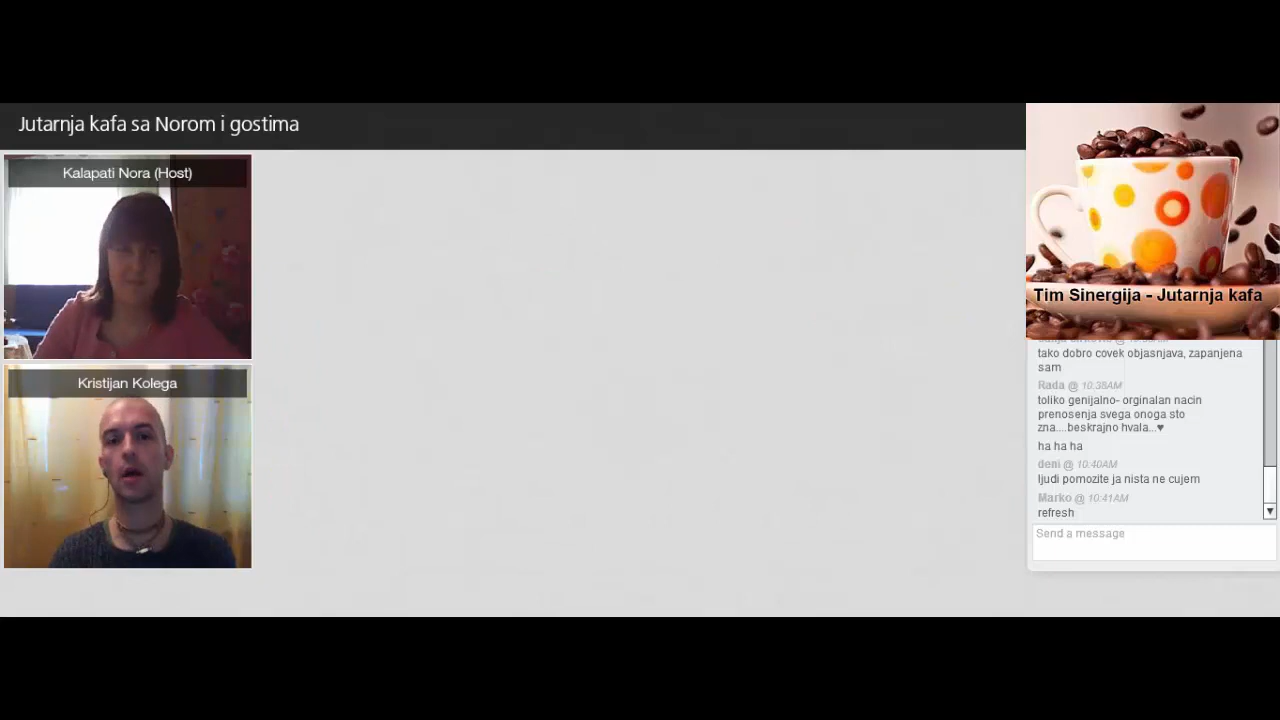 Jutarnja kafa sa Norom i gostima
Kalapati Nora (Host)
Kristijan Kolega
Tim Sinergija - Jutarnja kafa
tako dobro covek objasnjava, zapanjena
sam
Rada @ 10:38AM
toliko genijalno- orginalan nacin
prenosenja svega onoga sto
zna....beskrajno hvala...♥
ha ha ha
deni @ 10:40AM
ljudi pomozite ja nista ne cujem
Marko @ 10:41AM
refresh
Send a message